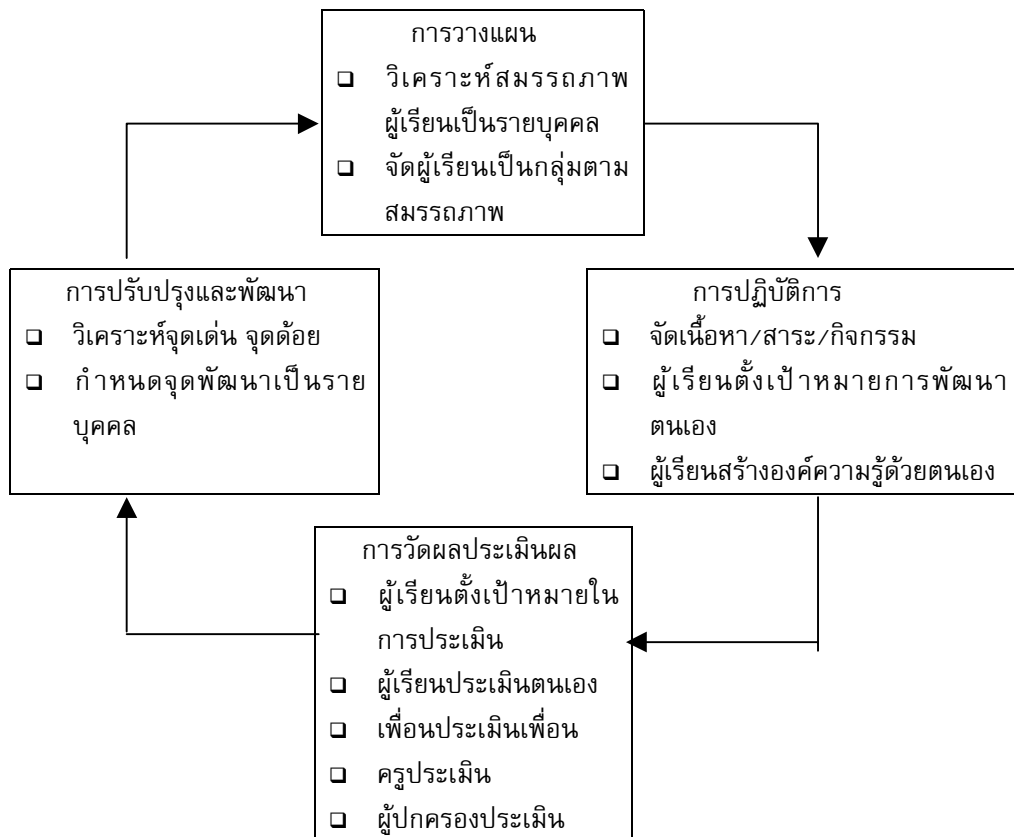 การวางแผน
❑ วิเคราะห์สมรรถภาพ
ผู้เรียนเป็นรายบุคคล
❑ จัดผู้เรียนเป็นกลุ่มตาม
สมรรถภาพ
การปรับปรุงและพัฒนา
❑ วิเคราะห์จุดเด่น จุดด้อย
❑ กำหนดจุดพัฒนาเป็นราย
บุคคล
การปฏิบัติการ
❑ จัดเนื้อหา/สาระ/กิจกรรม
❑ ผู้เรียนตั้งเป้าหมายการพัฒนา
ตนเอง
❑ ผู้เรียนสร้างองค์ความรู้ด้วยตนเอง
การวัดผลประเมินผล
❑ ผู้เรียนตั้งเป้าหมายใน
การประเมิน
❑ ผู้เรียนประเมินตนเอง
❑ เพื่อนประเมินเพื่อน
❑ ครูประเมิน
❑ ผู้ปกครองประเมิน